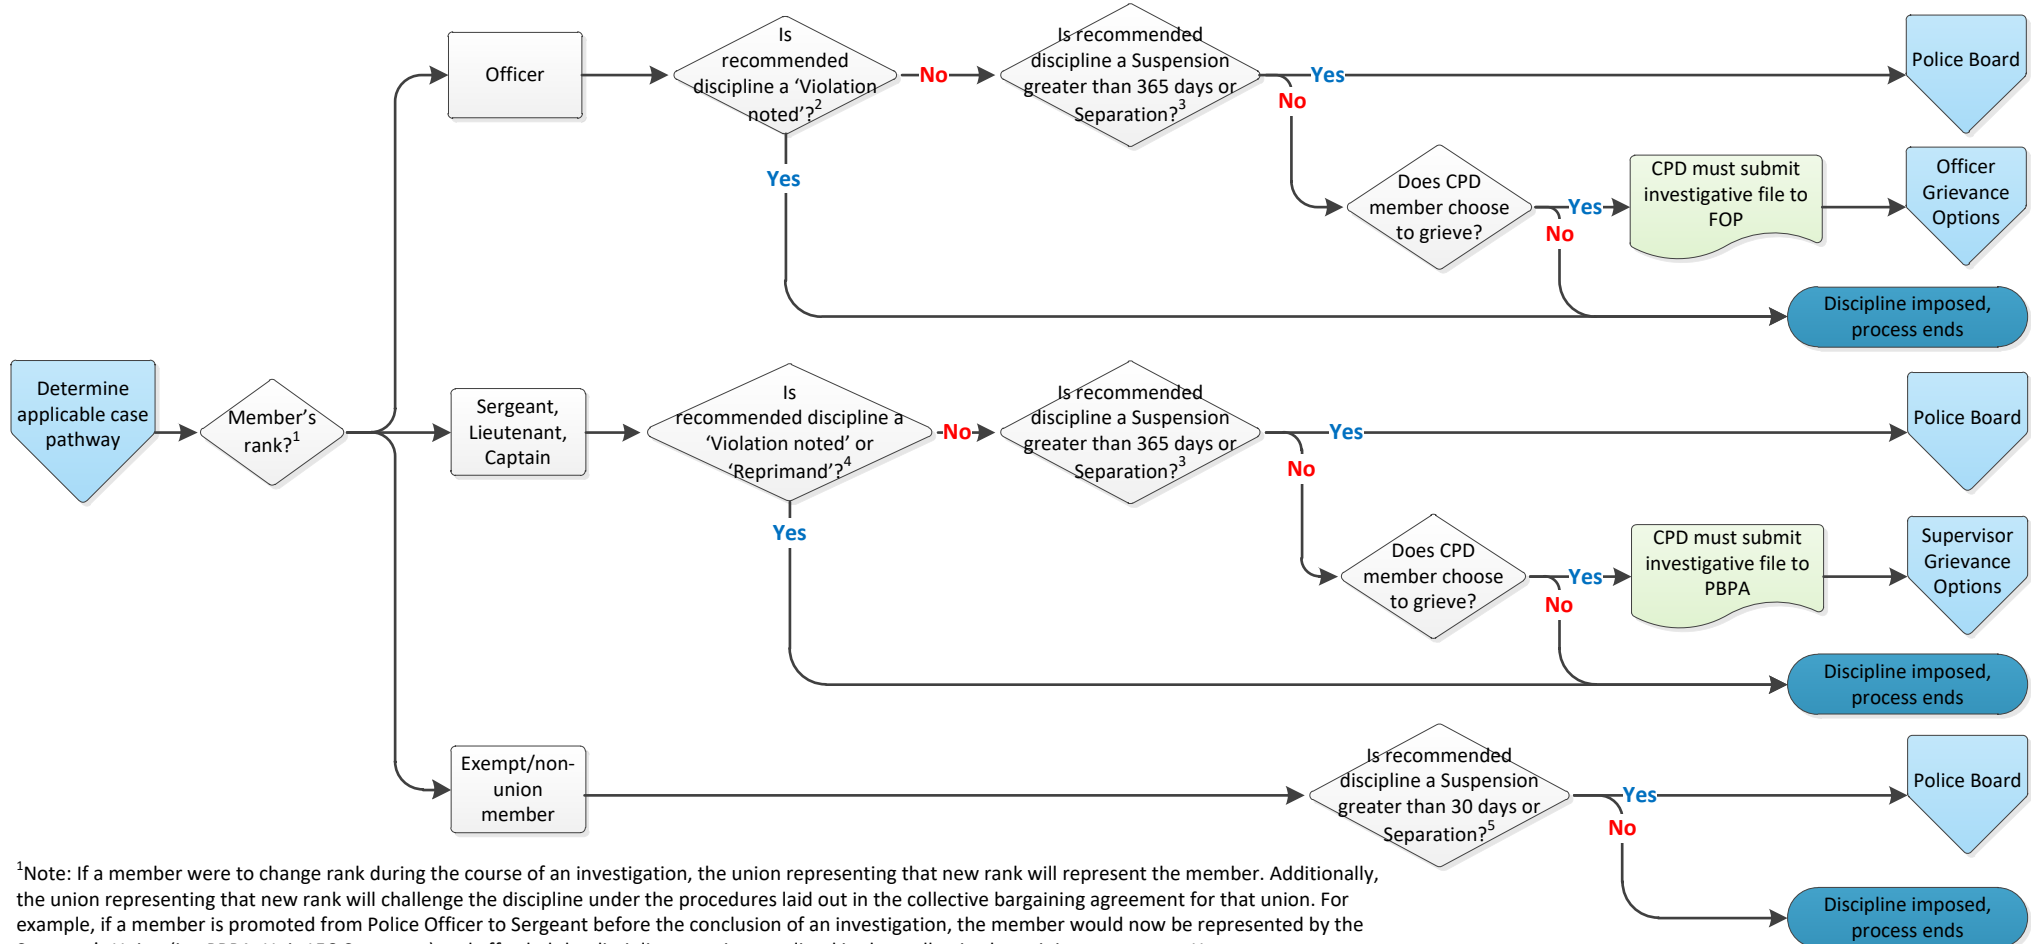 Officer
Is
recommended
discipline a ‘Violation
noted’?2
No
Is recommended
discipline a Suspension
greater than 365 days or
Separation?3
Yes
Police Board
No
Yes
Does CPD
member choose
to grieve?
Yes
No
CPD must submit
investigative file to
FOP
Officer
Grievance
Options
Discipline imposed,
process ends
Determine
applicable case
pathway
Member’s
rank?1
Sergeant,
Lieutenant,
Captain
Is
recommended discipline a
‘Violation noted’ or
‘Reprimand’?4
No
Is recommended
discipline a Suspension
greater than 365 days or
Separation?3
Yes
Police Board
No
Yes
Does CPD
member choose
to grieve?
Yes
No
CPD must submit
investigative file to
PBPA
Supervisor
Grievance
Options
Discipline imposed,
process ends
Exempt/non-
union
member
Is recommended
discipline a Suspension
greater than 30 days or
Separation?5
Yes
Police Board
No
Discipline imposed,
process ends
1Note: If a member were to change rank during the course of an investigation, the union representing that new rank will represent the member. Additionally,
the union representing that new rank will challenge the discipline under the procedures laid out in the collective bargaining agreement for that union. For
example, if a member is promoted from Police Officer to Sergeant before the conclusion of an investigation, the member would now be represented by the